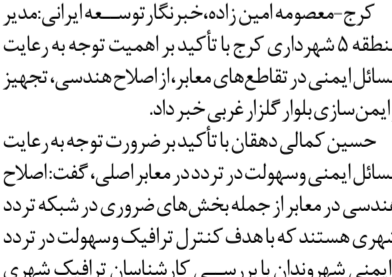 کرج-معصومه امین زاده،خبرنگار توسعه ایرانی:مدیر
منطقه ۵ شهرداری کرج با تأکید بر اهمیت توجه به رعایت
مسائل ایمنی در تقاطع‌های معابر،از اصلاح هندسی، تجهیز
ایمن‌سازی بلوار گلزار غربی خبر داد.
حسین کمالی دهقان با تأکید بر ضرورت توجه به رعایت
مسائل ایمنی و سهولت در تردد در معابر اصلی، گفت: اصلاح
هندسی در معابر از جمله بخش‌های ضروری در شبکه تردد
شهری هستند که با هدف کنترل ترافیک و سهولت در تردد
ایمنی شهروندان با بررسی کارشناسان ترافیک شهری